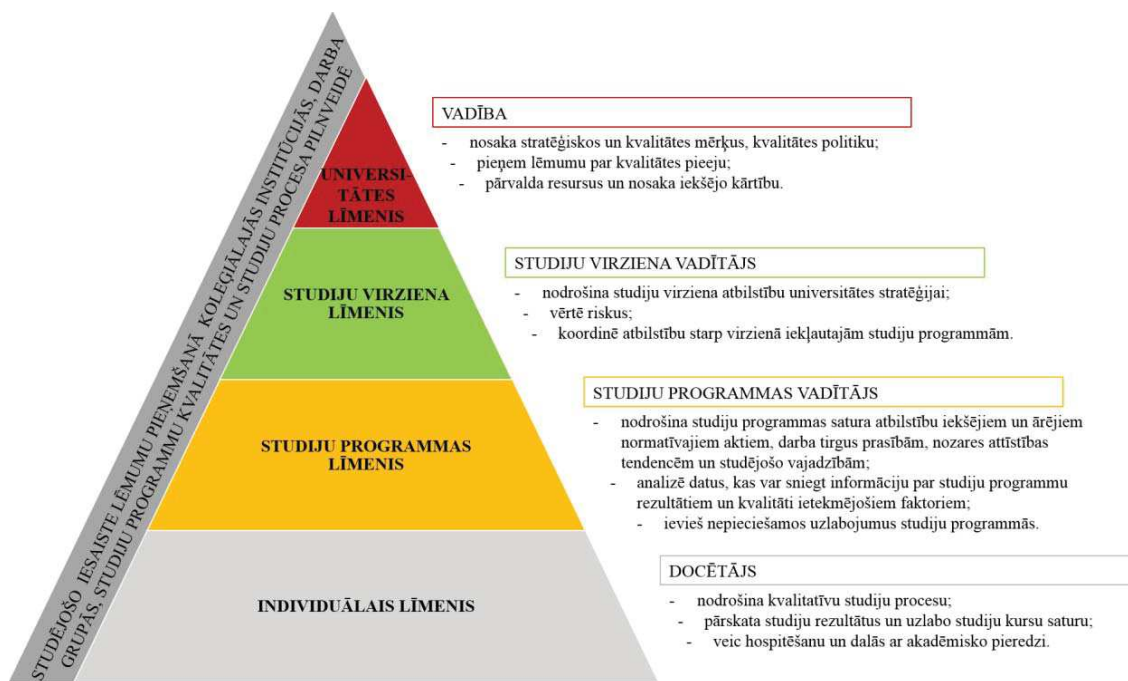 STUDĒJOŠO IESAISTE LĒMUMU PIEŅEMŠANĀ KOLEĢIĀLAJĀS INSTITŪCIJĀS, DARBA
GRUPĀS, STUDIJU PROGRAMMU KVALITĀTES UN STUDIJU PROCESA PILNVEIDĒ
UNIVERSI-
TĀTES
LĪMENIS
VADĪBA
- nosaka stratēģiskos un kvalitātes mērķus, kvalitātes politiku;
- pieņem lēmumu par kvalitātes pieeju;
- pārvalda resursus un nosaka iekšējo kārtību.
STUDIJU VIRZIENA
LĪMENIS
STUDIJU VIRZIENA VADĪTĀJS
- nodrošina studiju virziena atbilstību universitātes stratēģijai;
- vērtē riskus;
- koordinē atbilstību starp virzienā iekļautajām studiju programmām.
STUDIJU PROGRAMMAS
LĪMENIS
STUDIJU PROGRAMMAS VADĪTĀJS
- nodrošina studiju programmas satura atbilstību iekšējiem un ārējiem
normatīvajiem aktiem, darba tirgus prasībām, nozares attīstības
tendencēm un studējošo vajadzībām;
- analizē datus, kas var sniegt informāciju par studiju programmu
rezultātiem un kvalitāti ietekmējošiem faktoriem;
- ievieš nepieciešamos uzlabojumus studiju programmās.
INDIVIDUĀLAIS LĪMENIS
DOCĒTĀJS
- nodrošina kvalitatīvu studiju procesu;
- pārskata studiju rezultātus un uzlabo studiju kursu saturu;
- veic hospitēšanu un dalās ar akadēmisko pieredzi.